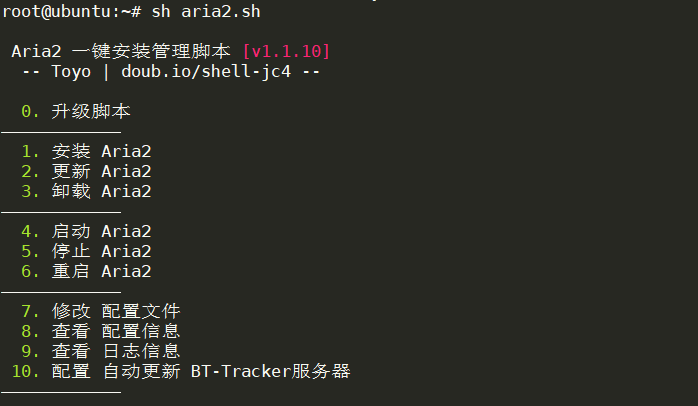 root@ubuntu:~# sh aria2.sh
Aria2 一键安装管理脚本 [v1.1.10]
-- Toyo | doub.io/shell-jc4 --
0. 升级脚本
————————————
1. 安装 Aria2
2. 更新 Aria2
3. 卸载 Aria2
————————————
4. 启动 Aria2
5. 停止 Aria2
6. 重启 Aria2
————————————
7. 修改 配置文件
8. 查看 配置信息
9. 查看 日志信息
10. 配置 自动更新 BT-Tracker服务器
————————————